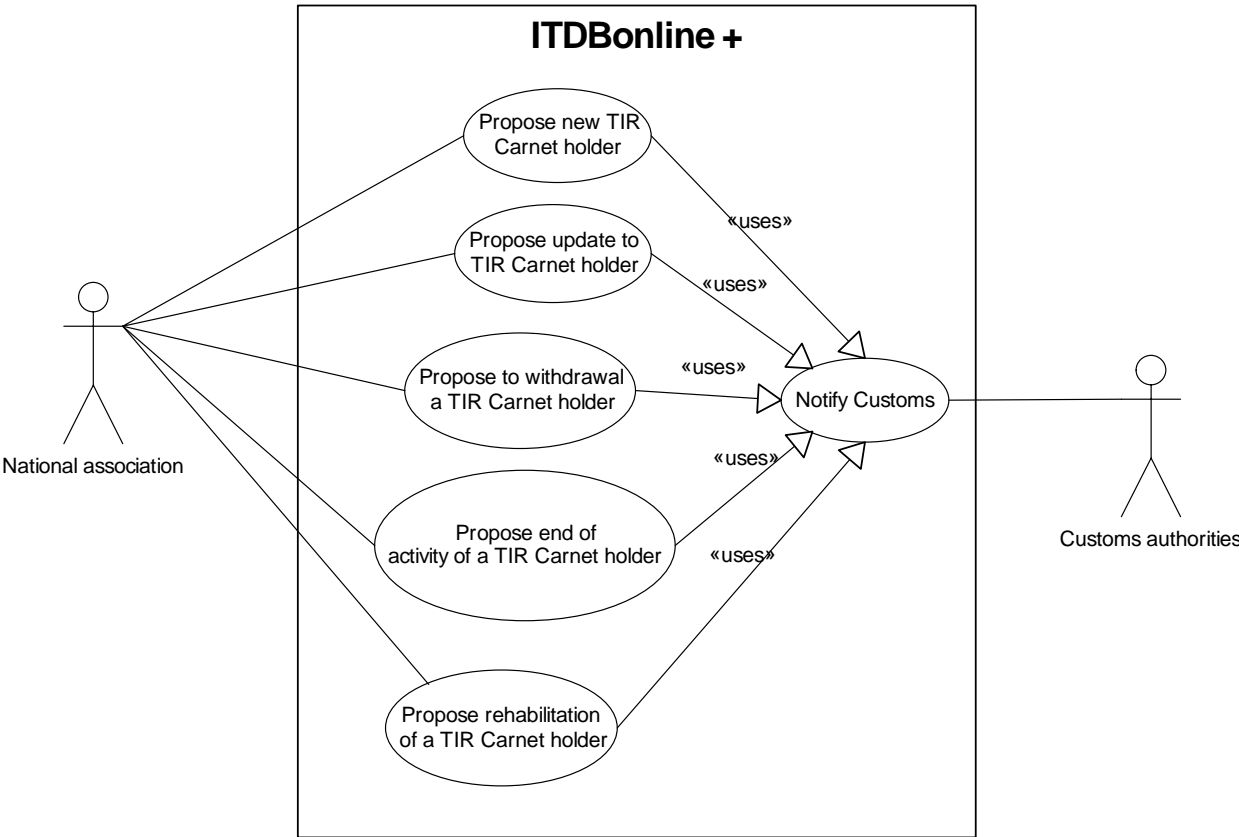 ITDBonline +
Propose new TIR
Carnet holder
«uses»
Propose update to
TIR Carnet holder
«uses»
Propose to withdrawal
a TIR Carnet holder
«uses»
Notify Customs
National association
«uses»
Propose end of
activity of a TIR Carnet holder
Customs authorities
«uses»
Propose rehabilitation
of a TIR Carnet holder